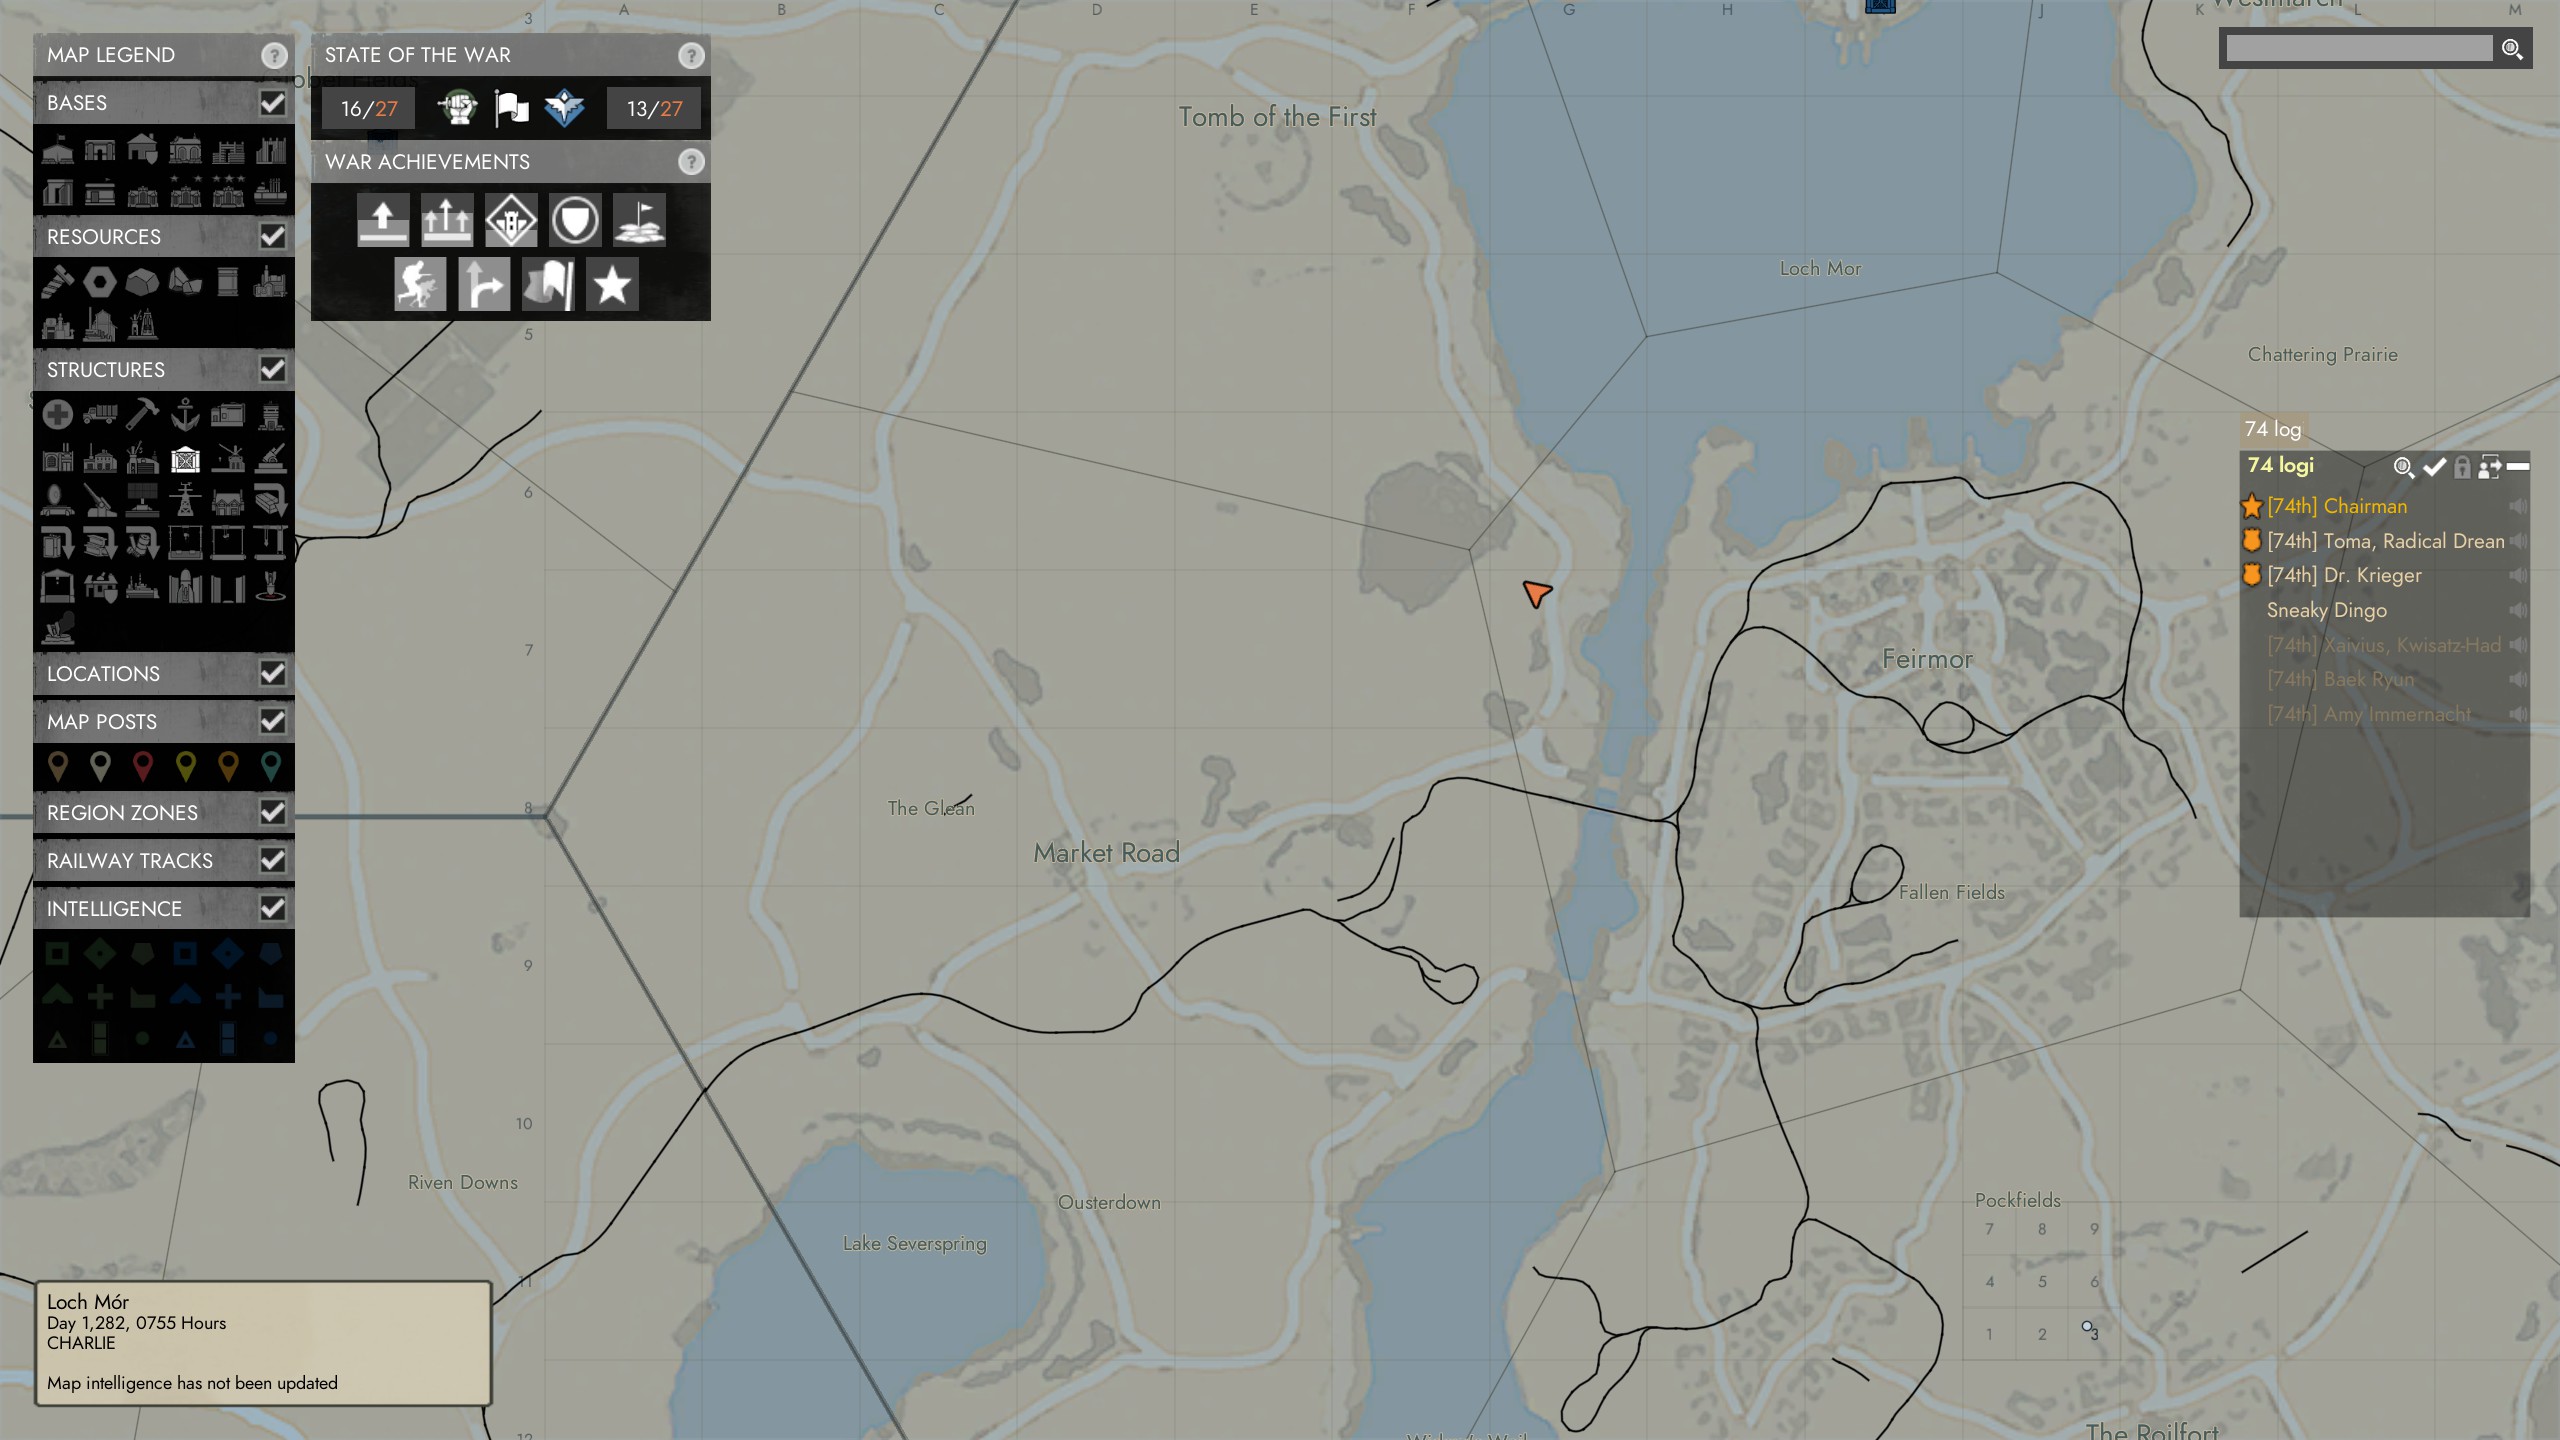 A B C D E F G H J K L M
3
MAP LEGEND ?
BASES
RESOURCES
STRUCTURES
LOCATIONS
MAP POSTS
REGION ZONES
RAILWAY TRACKS
INTELLIGENCE
STATE OF THE WAR ?
16/27 13/27
WAR ACHIEVEMENTS ?
5
6
7
8
9
10
11
12
Tomb of the First
Loch Mor
Chattering Prairie
74 log
74 logi
[74th] Chairman
[74th] Toma, Radical Drean
[74th] Dr. Krieger
Sneaky Dingo
[74th] Xaivius, Kwisatz-Had
[74th] Baek Ryun
[74th] Amy Immernacht
Feirmor
The Glean
Market Road
Fallen Fields
Riven Downs
Ousterdown
Lake Severspring
Pockfields
7 8 9
4 5 6
1 2 3
The Railfort
Loch Mór
Day 1,282, 0755 Hours
CHARLIE
Map intelligence has not been updated